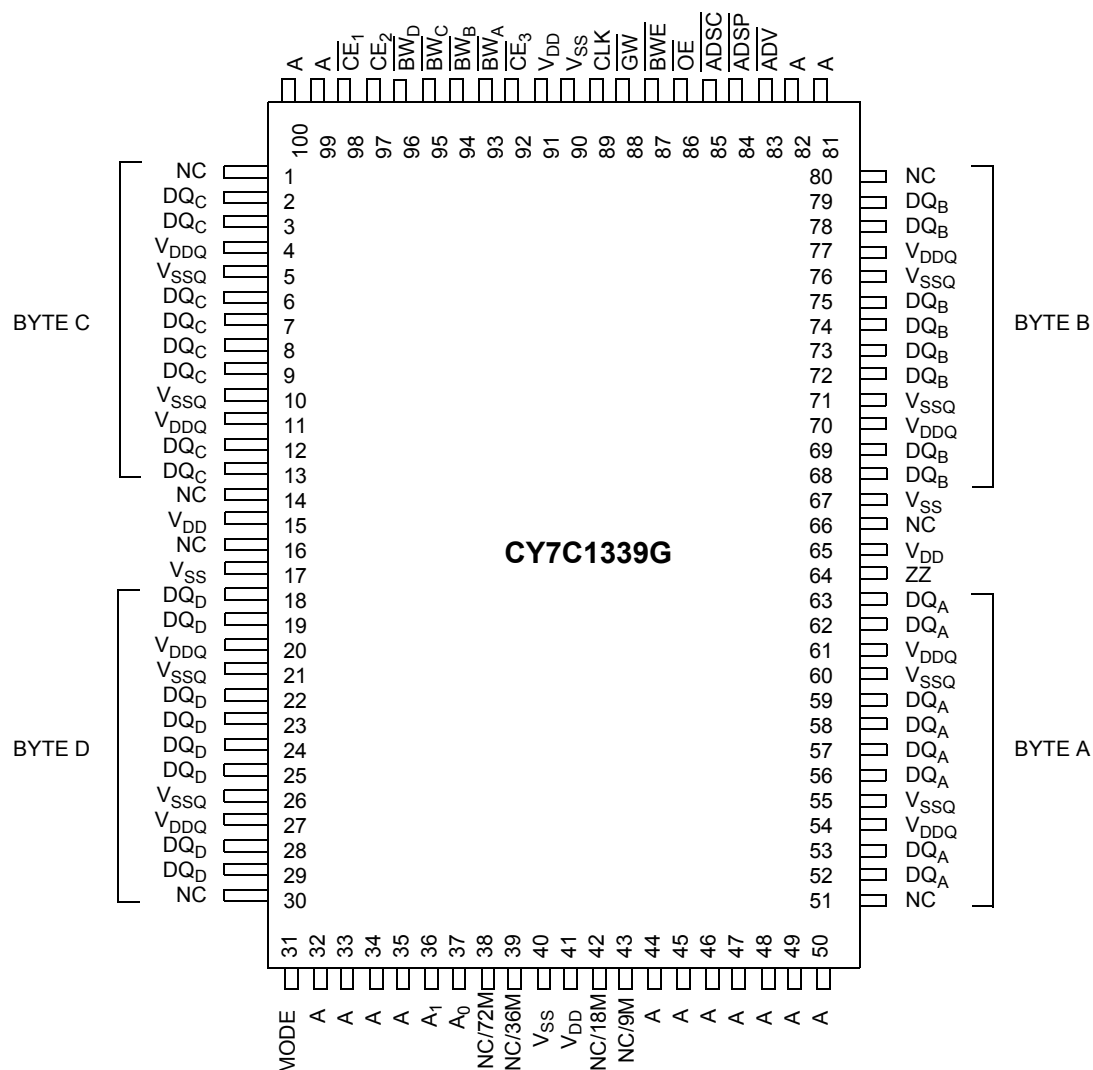 A
A
CE1
CE2
BWD
BWC
BWB
BWA
CE3
VDD
VSS
CLK
GW
BWE
OE
ADSC
ADSP
ADV
A
A
100
99
98
97
96
95
94
93
92
91
90
89
88
87
86
85
84
83
82
81
BYTE C
NC 1
DQC 2
DQC 3
VDDQ 4
VSSQ 5
DQC 6
DQC 7
DQC 8
DQC 9
VSSQ 10
VDDQ 11
DQC 12
DQC 13
NC 14
VDD 15
NC 16
VSS 17
BYTE D
DQD 18
DQD 19
VDDQ 20
VSSQ 21
DQD 22
DQD 23
DQD 24
DQD 25
VSSQ 26
VDDQ 27
DQD 28
DQD 29
NC 30
CY7C1339G
80 NC
79 DQB
78 DQB
77 VDDQ
76 VSSQ
75 DQB
74 DQB
73 DQB
72 DQB
71 VSSQ
70 VDDQ
69 DQB
68 DQB
BYTE B
67 VSS
66 NC
65 VDD
64 ZZ
63 DQA
62 DQA
61 VDDQ
60 VSSQ
59 DQA
58 DQA
57 DQA
56 DQA
55 VSSQ
54 VDDQ
53 DQA
52 DQA
51 NC
BYTE A
31
32
33
34
35
36
37
38
39
40
41
42
43
44
45
46
47
48
49
50
MODE
A
A
A
A
A1
A0
NC/72M
NC/36M
VSS
VDD
NC/18M
NC/9M
A
A
A
A
A
A
A